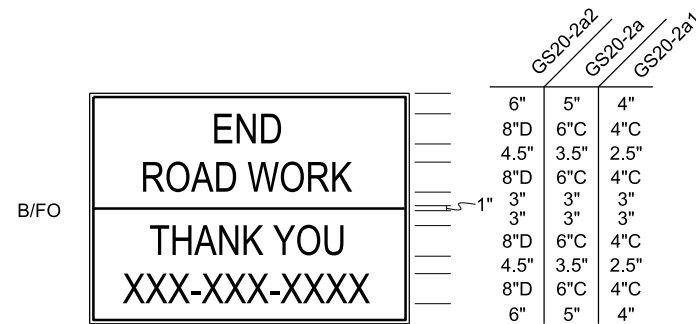 GS20-2a2 GS20-2a GS20-2a1
6" 5" 4"
END
8"D 6"C 4"C
4.5" 3.5" 2.5"
ROAD WORK
8"D 6"C 4"C
3" 3" 3"
B/FO
1"
3" 3" 3"
THANK YOU
8"D 6"C 4"C
4.5" 3.5" 2.5"
XXX-XXX-XXXX
8"D 6"C 4"C
6" 5" 4"